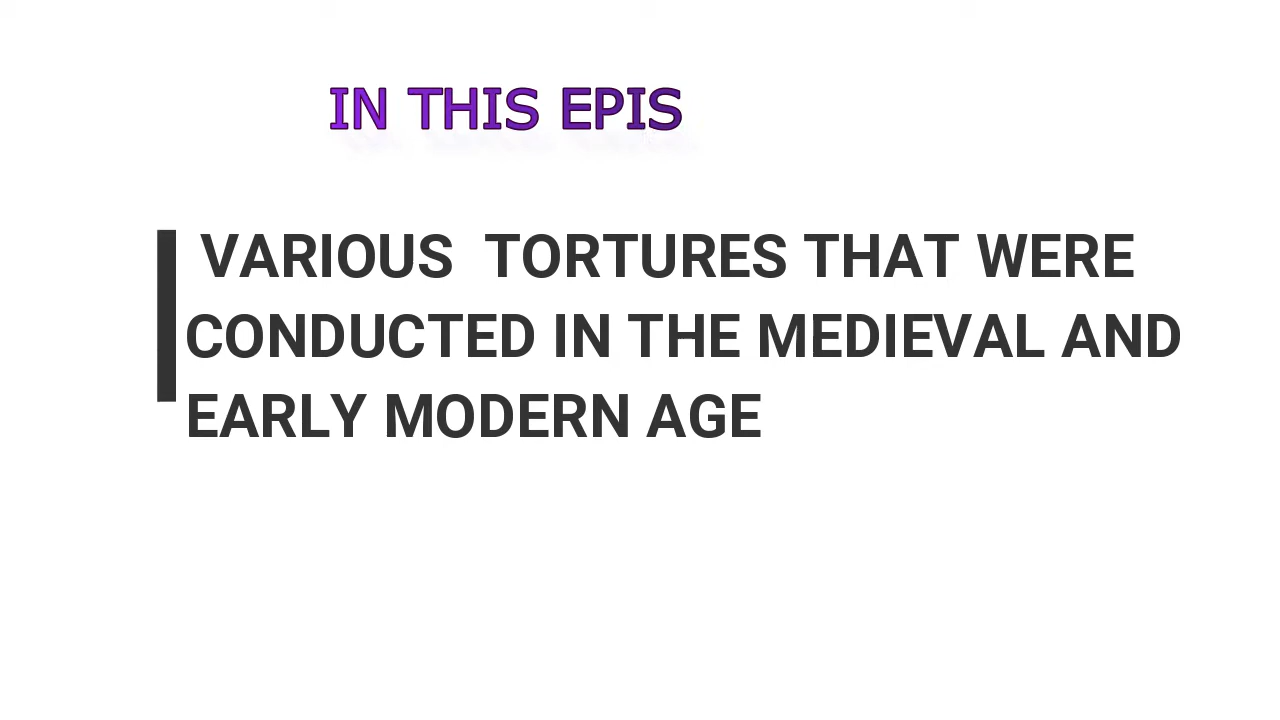 IN THIS EPIS
VARIOUS TORTURES THAT WERE
CONDUCTED IN THE MEDIEVAL AND
EARLY MODERN AGE